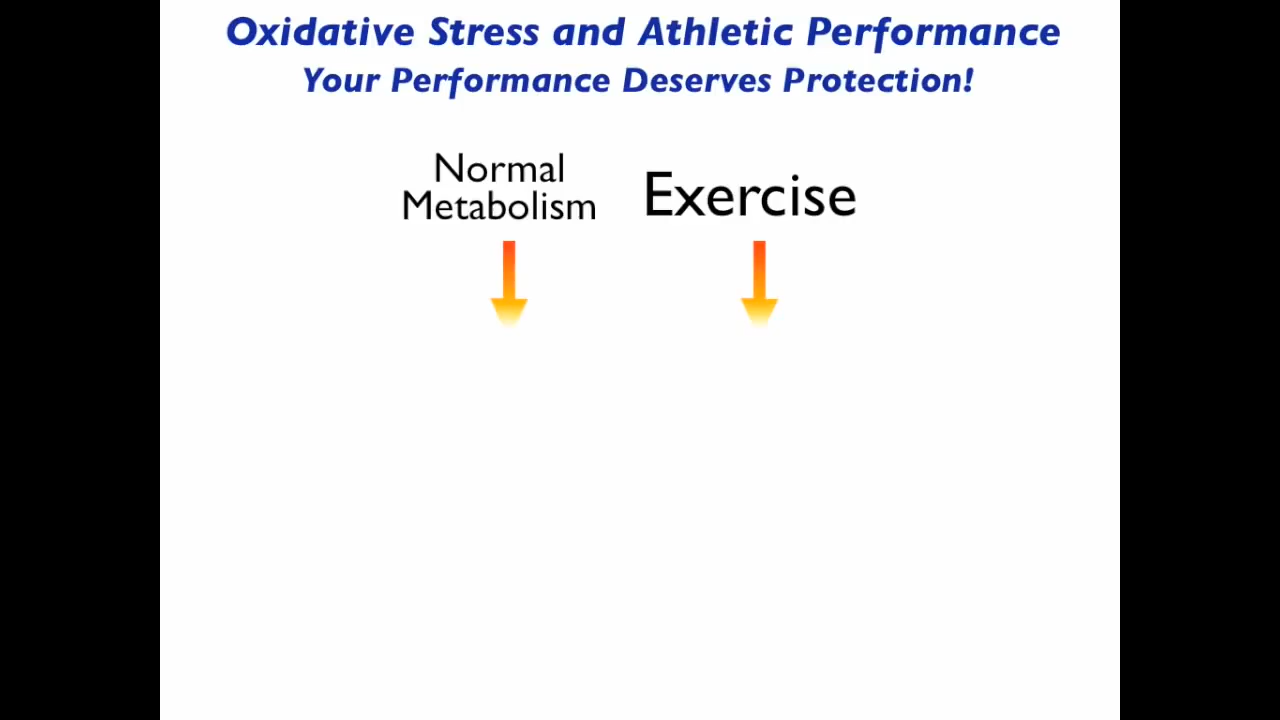 Oxidative Stress and Athletic Performance
Your Performance Deserves Protection!
Normal
Metabolism
Exercise